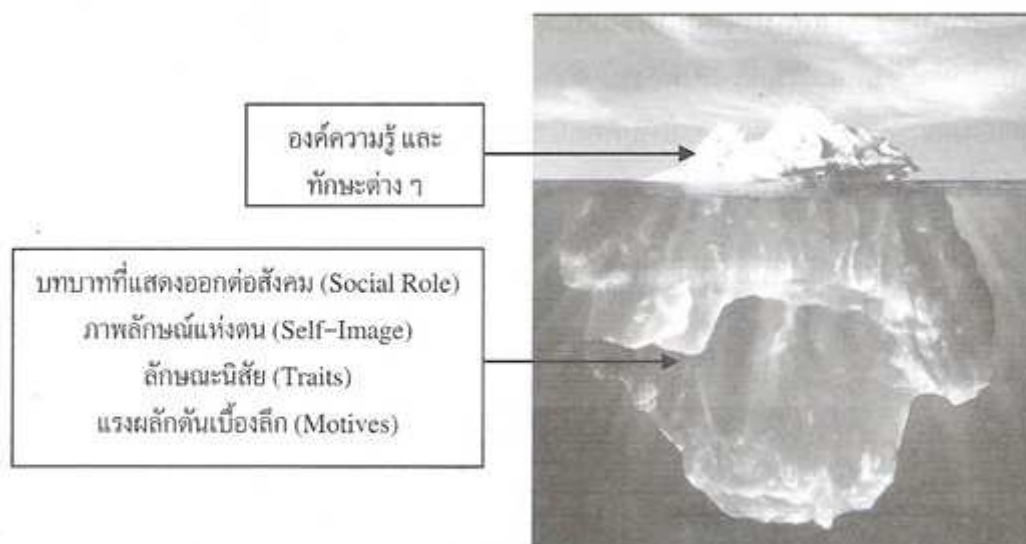 องค์ความรู้ และ
ทักษะต่าง ๆ
บทบาทที่แสดงออกต่อสังคม (Social Role)
ภาพลักษณ์แห่งตน (Self-Image)
ลักษณะนิสัย (Traits)
แรงผลักดันเบื้องลึก (Motives)